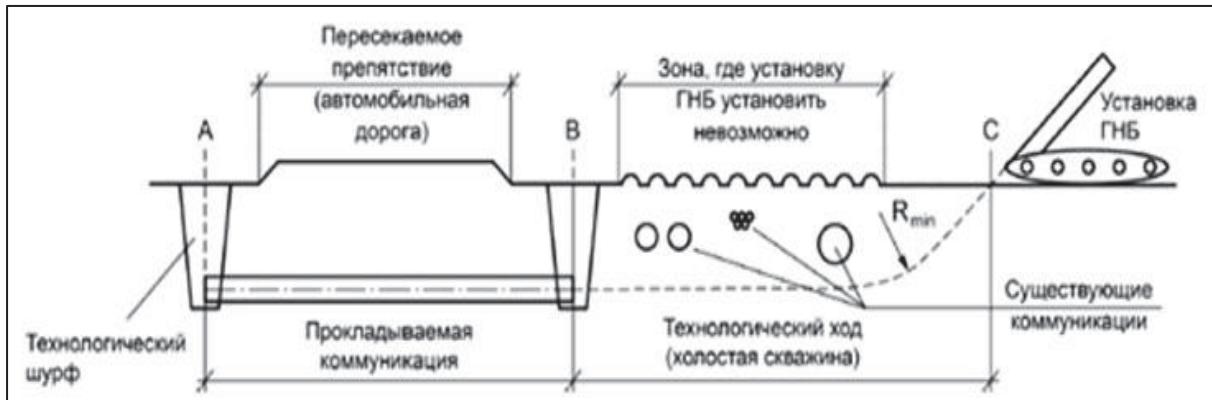 Пересекаемое
препятствие
(автомобильная
дорога)
Зона, где установку
ГНБ установить
невозможно
Установка
ГНБ
A
B
C
Rmin
Технологический
шурф
Прокладываемая
коммуникация
Технологический ход
(холостая скважина)
Существующие
коммуникации